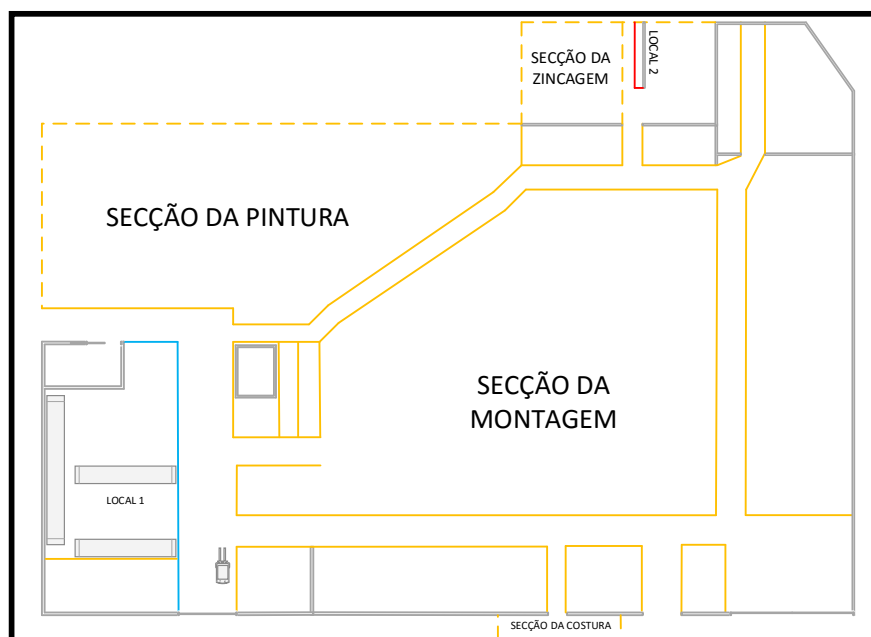 SECÇÃO DA
ZINCAGEM
LOCAL 2
SECÇÃO DA PINTURA
SECÇÃO DA
MONTAGEM
LOCAL 1
SECÇÃO DA COSTURA